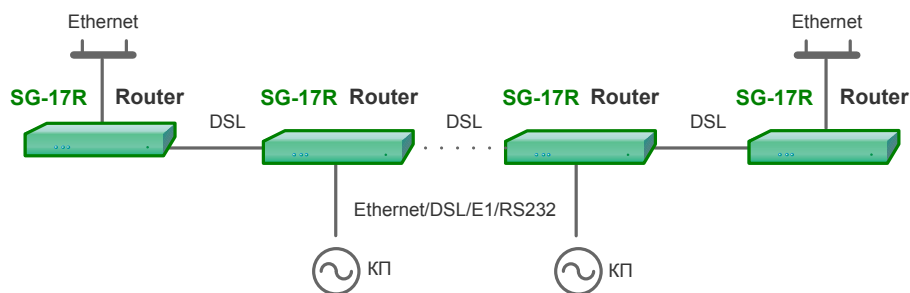 Ethernet
Ethernet
SG-17R Router
SG-17R Router
SG-17R Router
SG-17R Router
DSL
DSL
DSL
Ethernet/DSL/E1/RS232
КП
КП